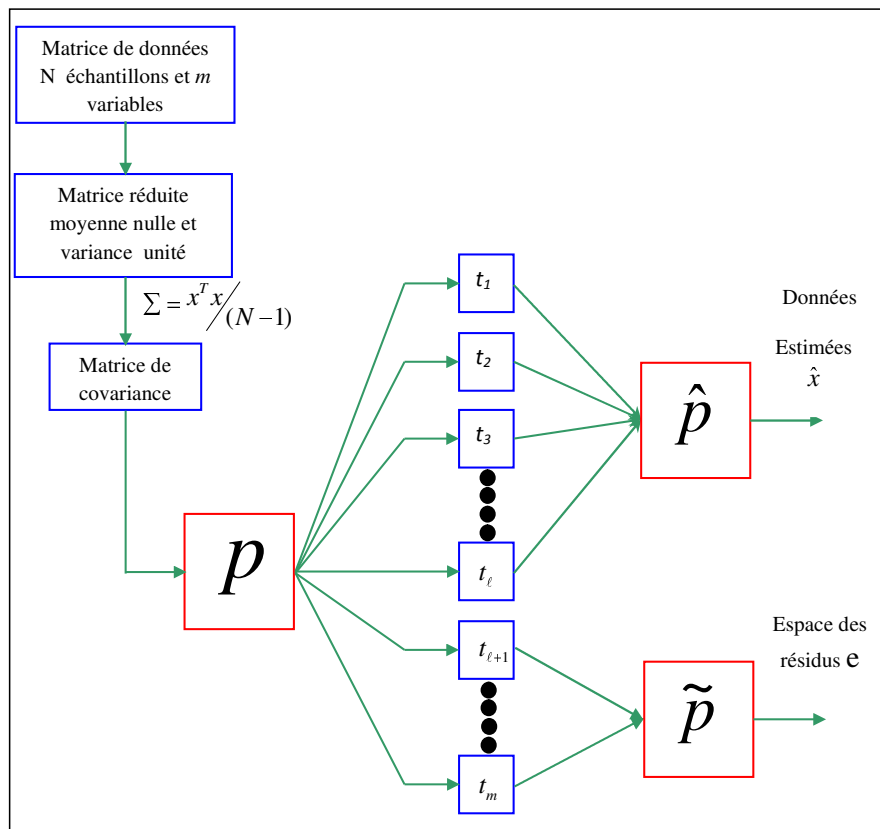 Matrice de données
N échantillons et m
variables
Matrice réduite
moyenne nulle et
variance unité
∑ = x^T x/(N−1)
Matrice de
covariance
p
t₁
t₂
t₃
t_ℓ
t_{ℓ+1}
t_m
p̂
Données
Estimées
x̂
p̃
Espace des
résidus e